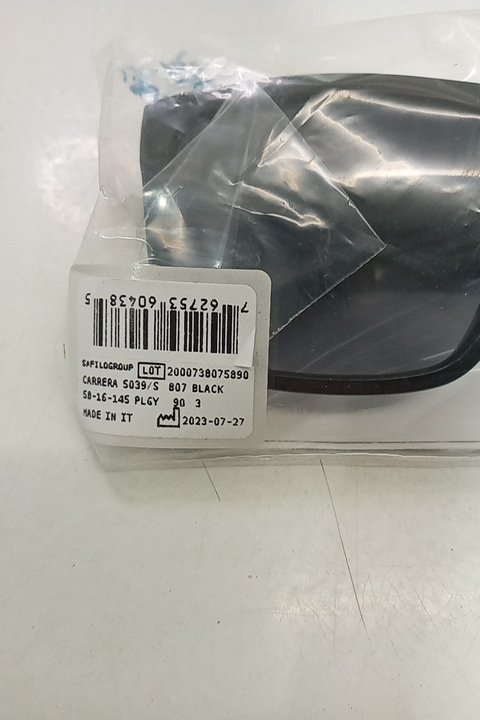 7 62753 60438 5
SAFILOGROUP LOT 2000738075890
CARRERA 5039/S 807 BLACK
58-16-145 PLGY 90 3
MADE IN IT 2023-07-27